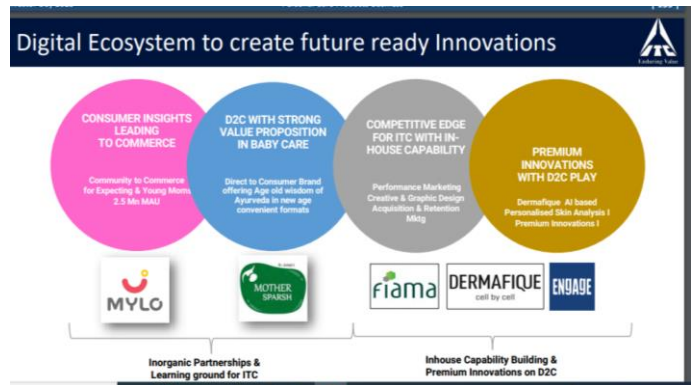 Digital Ecosystem to create future ready Innovations
ITC
Enduring Value
CONSUMER INSIGHTS
LEADING
TO COMMERCE
Community to Commerce
for Expecting & Young Moms
2.5 Mn MAU
D2C WITH STRONG
VALUE PROPOSITION
IN BABY CARE
Direct to Consumer Brand
offering Age old wisdom of
Ayurveda in new age
convenient formats
COMPETITIVE EDGE
FOR ITC WITH IN-
HOUSE CAPABILITY
Performance Marketing
Creative & Graphic Design
Acquisition & Retention
Mktg
PREMIUM
INNOVATIONS
WITH D2C PLAY
Dermafique AI based
Personalised Skin Analysis I
Premium Innovations I
MYLO
MOTHER
SPARSH
fiama
DERMAFIQUE
cell by cell
ENGAGE
Inorganic Partnerships &
Learning ground for ITC
Inhouse Capability Building &
Premium Innovations on D2C